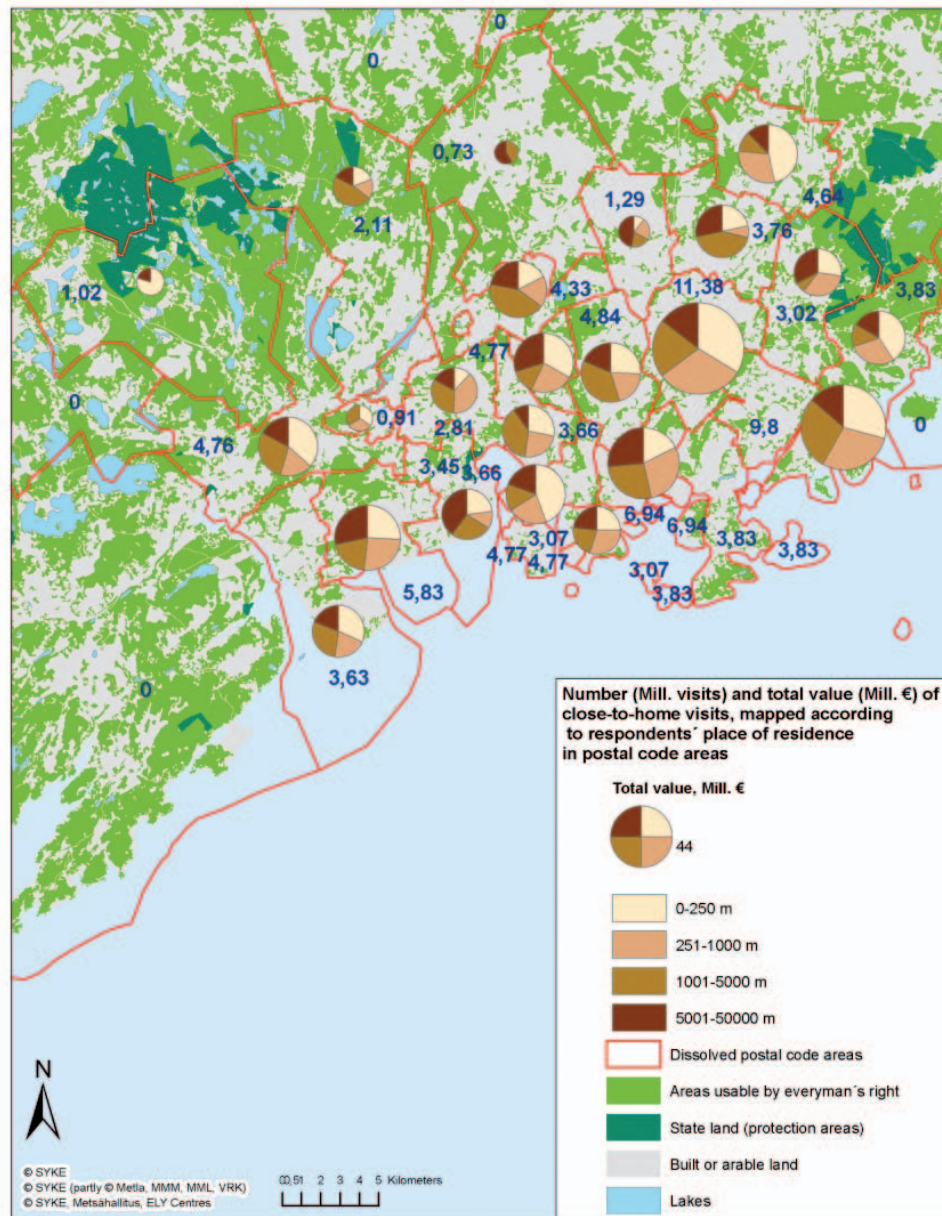 0
0
0,73
1,29
4,64
2,11
3,76
1,02
4,33
11,38
3,83
3,02
4,84
4,77
0
0,91
2,81
3,66
9,8
0
4,76
3,45
3,66
6,94
6,94
3,07
3,83
3,83
4,77
4,77
3,07
5,83
3,83
3,63
0
Number (Mill. visits) and total value (Mill. €) of
close-to-home visits, mapped according
to respondents´ place of residence
in postal code areas
Total value, Mill. €
44
0-250 m
251-1000 m
1001-5000 m
5001-50000 m
Dissolved postal code areas
Areas usable by everyman´s right
State land (protection areas)
Built or arable land
Lakes
N
© SYKE
© SYKE (partly © Metla, MMM, MML, VRK)
© SYKE, Metsähallitus, ELY Centres
00,51 2 3 4 5 Kilometers